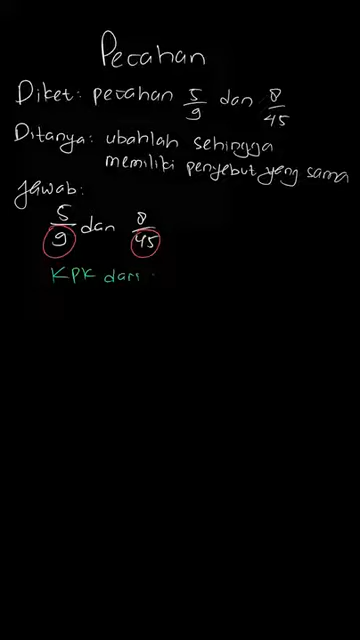 Pecahan
Diket: pecahan 5/9 dan 8/45
Ditanya: ubahlah sehingga
memiliki penyebut yang sama
Jawab:
5/9 dan 8/45
KPK dari